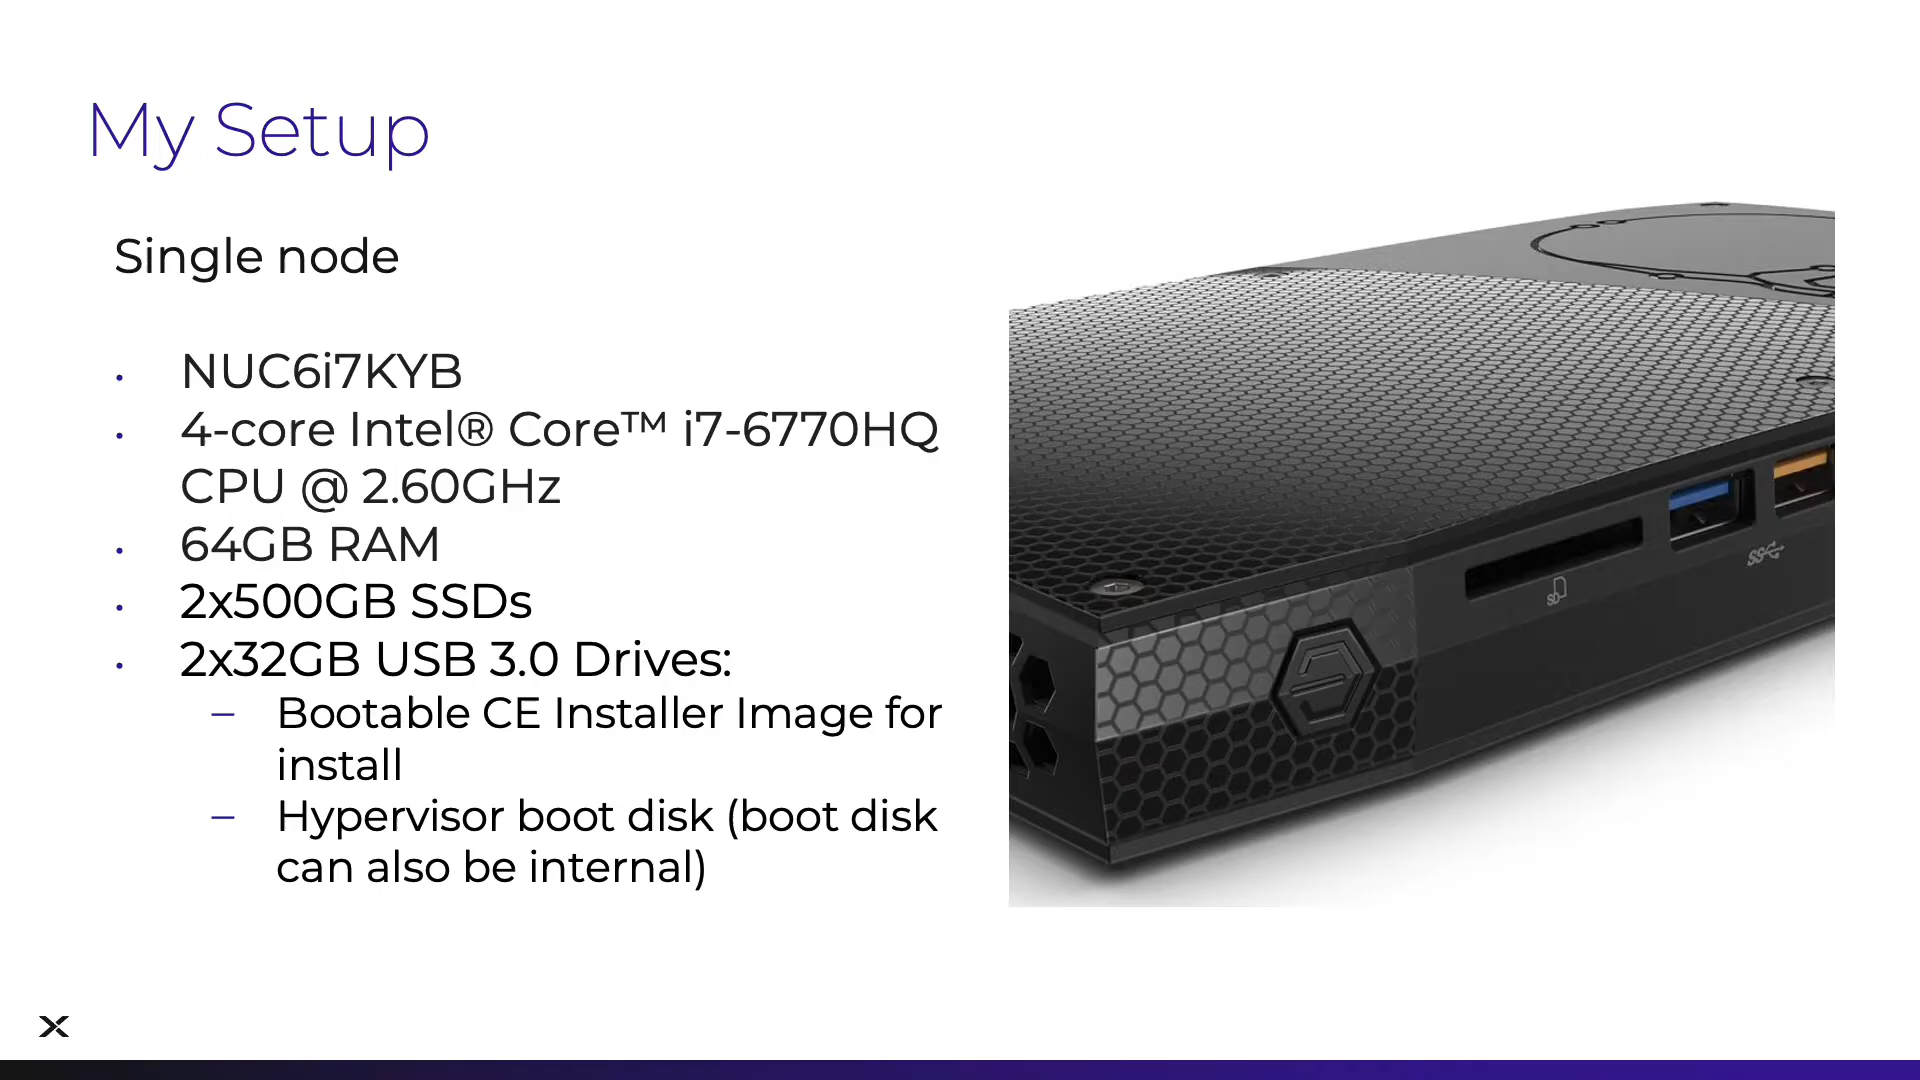 My Setup
Single node
• NUC6i7KYB
• 4-core Intel® Core™ i7-6770HQ
CPU @ 2.60GHz
• 64GB RAM
• 2x500GB SSDs
• 2x32GB USB 3.0 Drives:
– Bootable CE Installer Image for
install
– Hypervisor boot disk (boot disk
can also be internal)
SD
SS